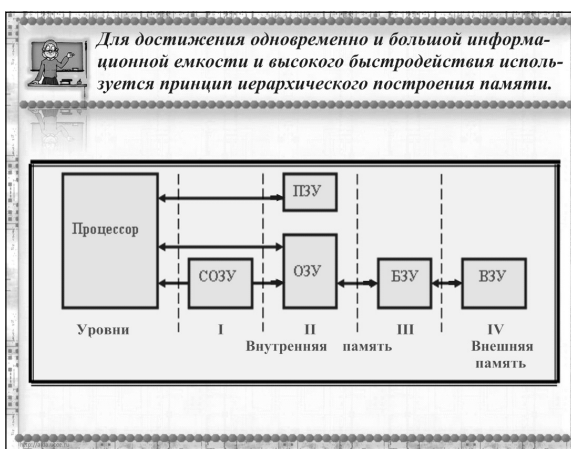 Для достижения одновременно и большой информа-
ционной емкости и высокого быстродействия исполь-
зуется принцип иерархического построения памяти.
ПЗУ
Процессор
СОЗУ
ОЗУ
БЗУ
ВЗУ
Уровни I II III IV
Внутренняя память Внешняя
память